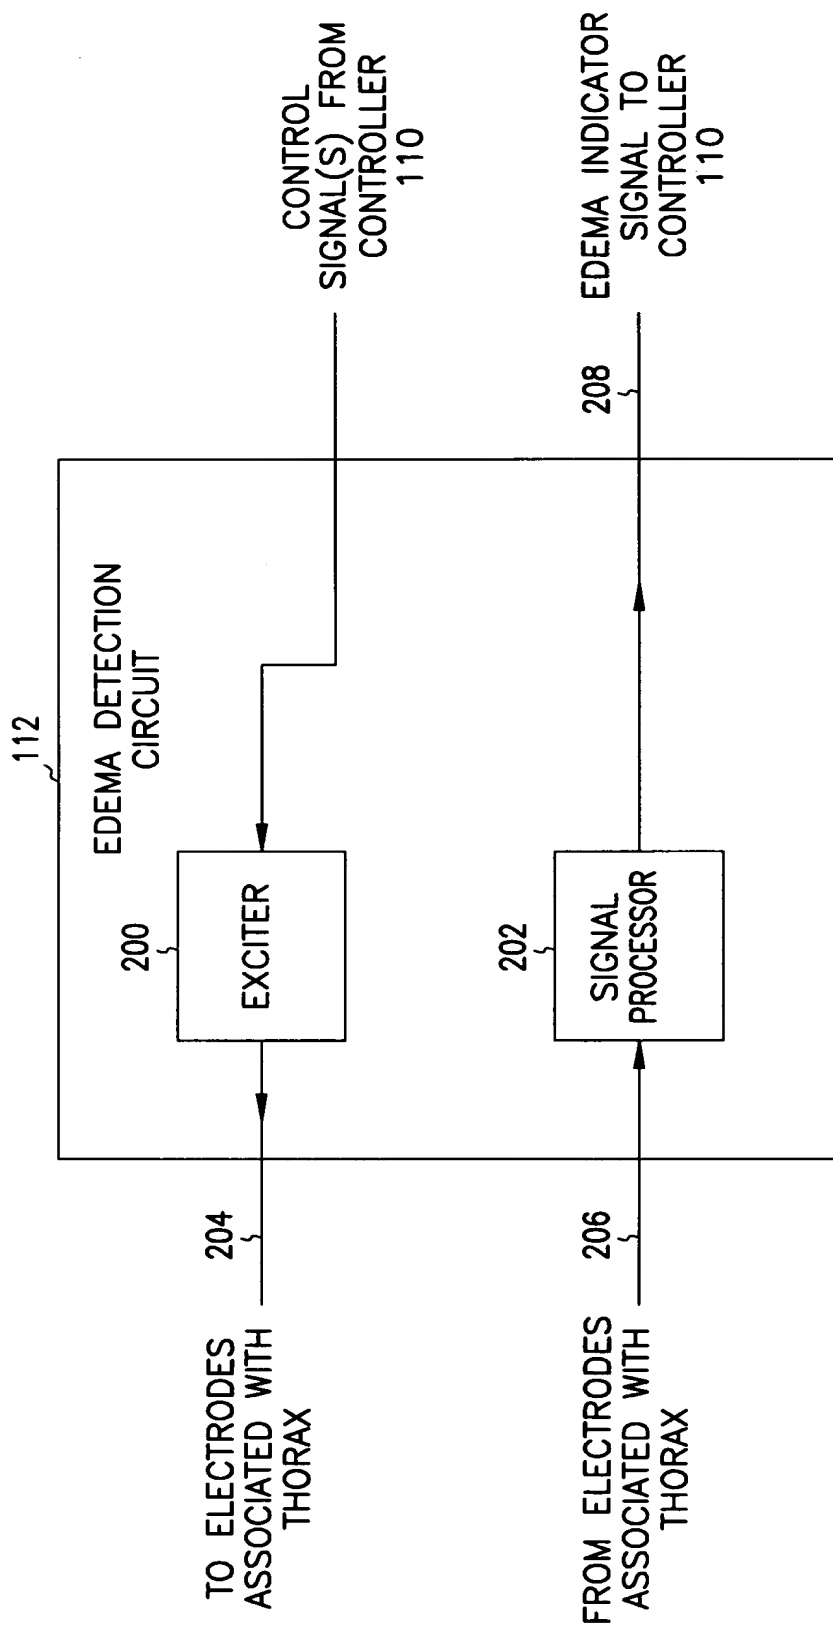 112
EDEMA DETECTION
CIRCUIT
TO ELECTRODES
ASSOCIATED WITH
THORAX
204
200
EXCITER
CONTROL
SIGNAL(S) FROM
CONTROLLER
110
FROM ELECTRODES
ASSOCIATED WITH
THORAX
206
202
SIGNAL
PROCESSOR
208
EDEMA INDICATOR
SIGNAL TO
CONTROLLER
110